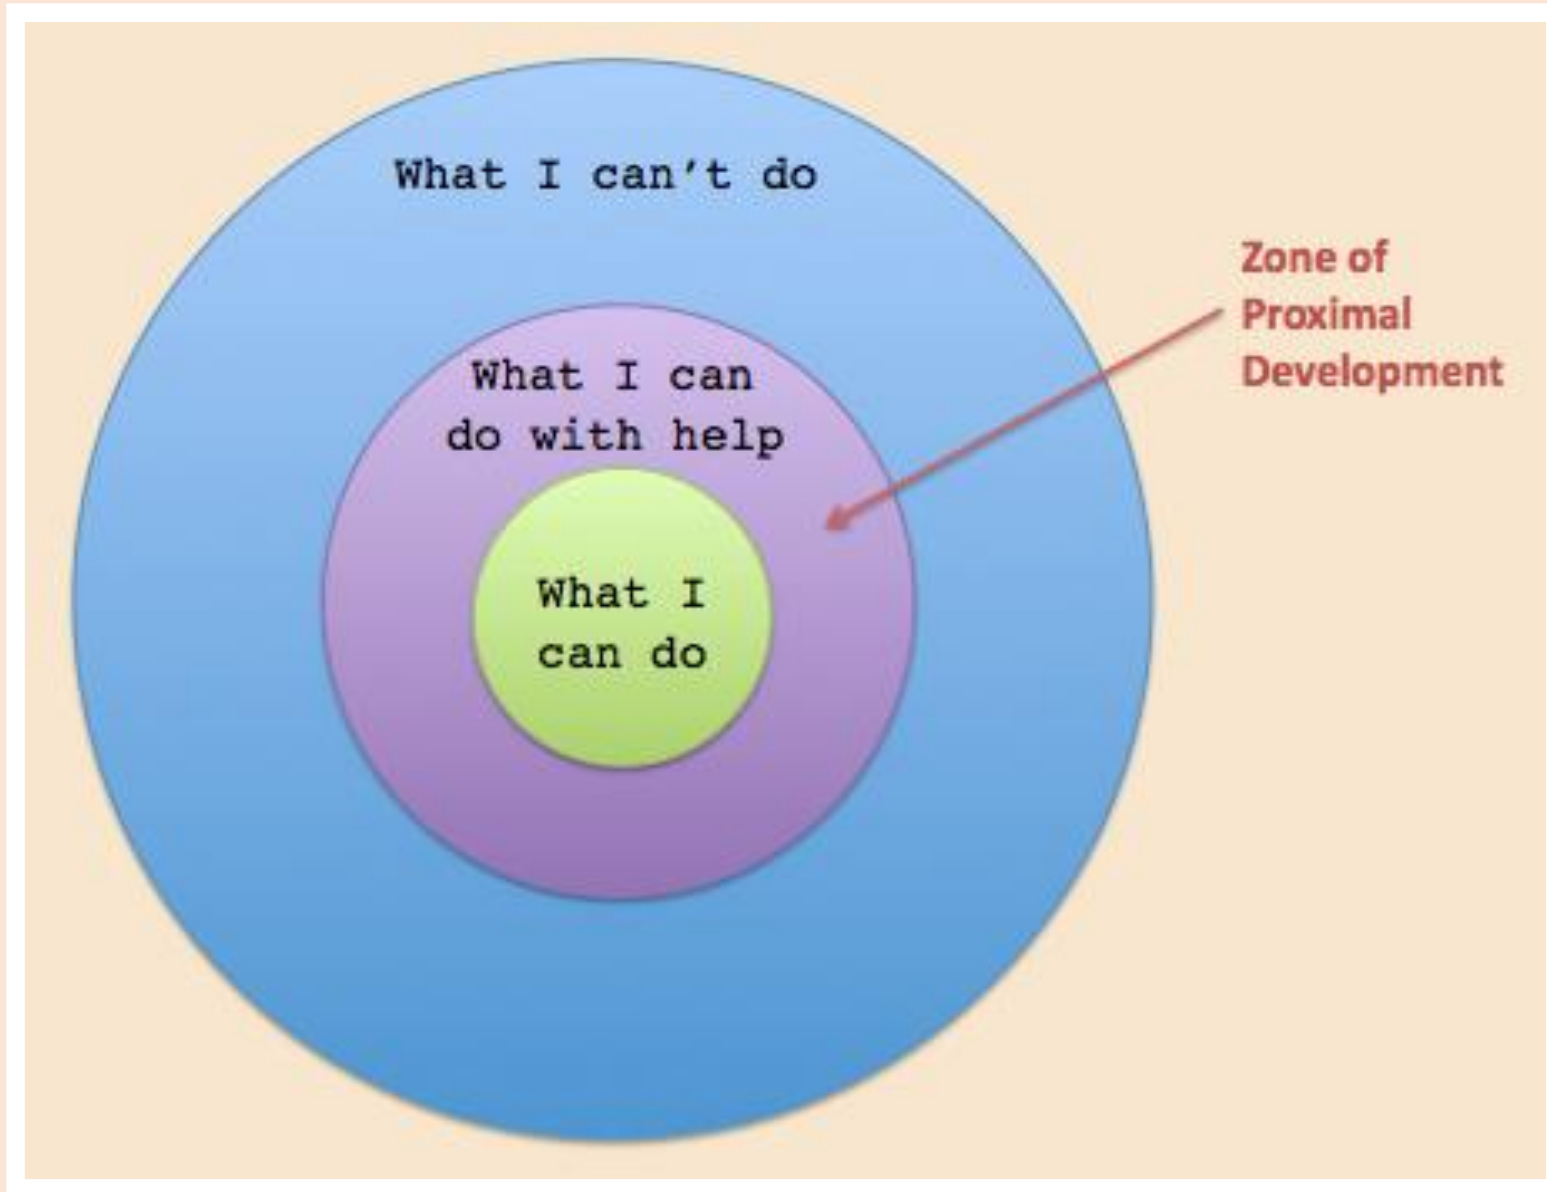 What I can't do
Zone of
Proximal
Development
What I can
do with help
What I
can do